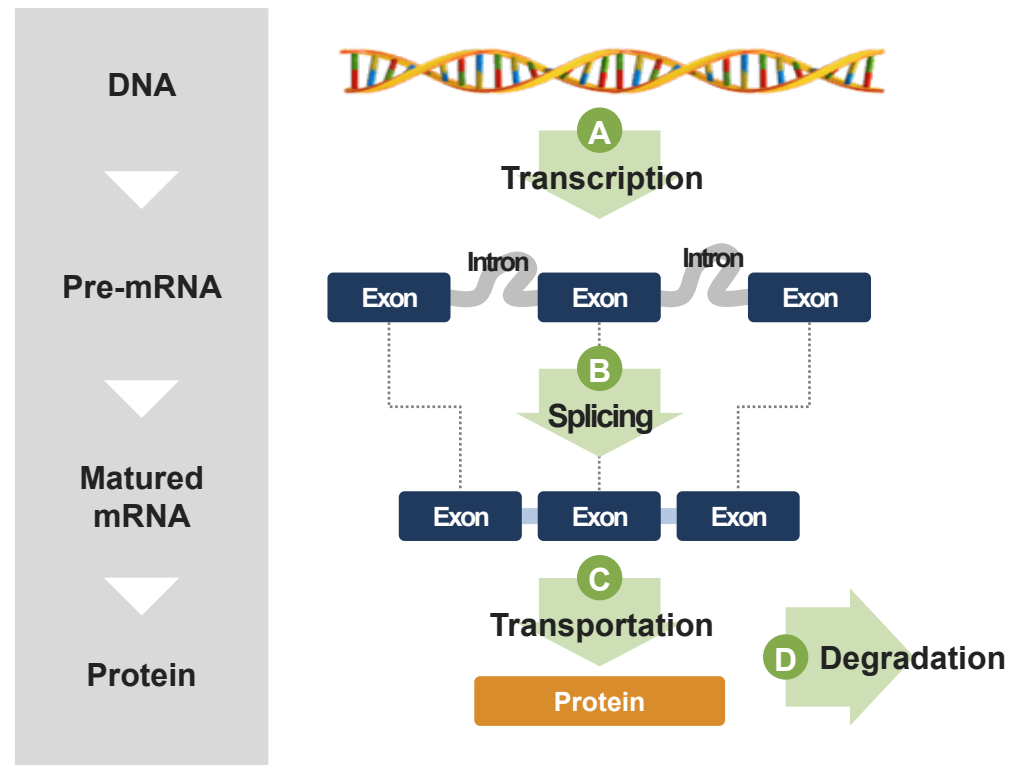 DNA
A
Transcription
Pre-mRNA
Intron
Intron
Exon
Exon
Exon
B
Splicing
Matured
mRNA
Exon
Exon
Exon
C
Transportation
D
Degradation
Protein
Protein